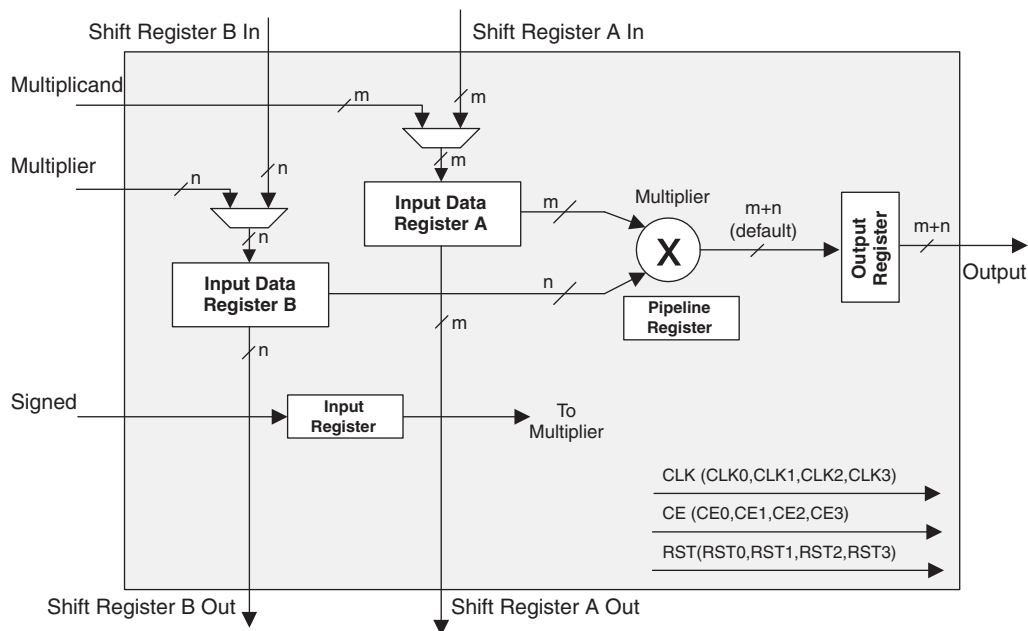 Shift Register B In
Shift Register A In
Multiplicand
m
m
Multiplier
n
n
m
n
Input Data
Register A
m
Multiplier
X
m+n
(default)
Output
Register
m+n
Output
Input Data
Register B
n
Pipeline
Register
m
n
Signed
Input
Register
To
Multiplier
CLK (CLK0,CLK1,CLK2,CLK3)
CE (CE0,CE1,CE2,CE3)
RST(RST0,RST1,RST2,RST3)
Shift Register B Out
Shift Register A Out